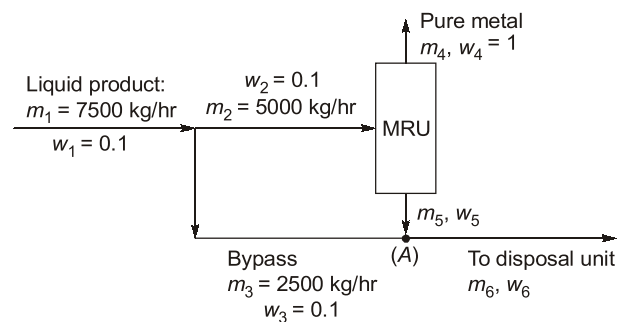 Pure metal
m₄, w₄ = 1
Liquid product:
m₁ = 7500 kg/hr
w₁ = 0.1
w₂ = 0.1
m₂ = 5000 kg/hr
MRU
m₅, w₅
(A)
Bypass
m₃ = 2500 kg/hr
w₃ = 0.1
To disposal unit
m₆, w₆